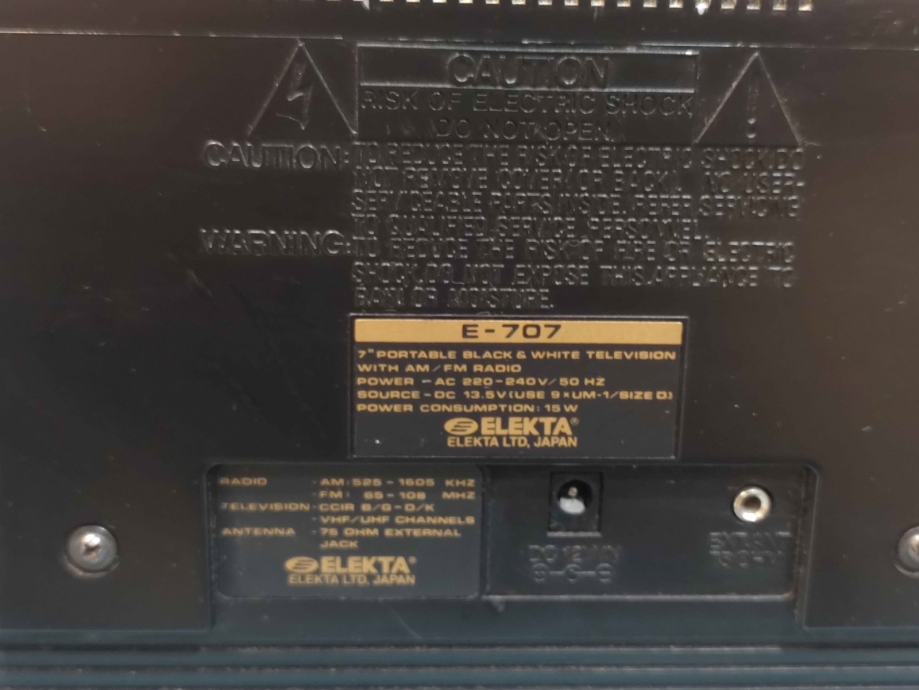 CAUTION
RISK OF ELECTRIC SHOCK
DO NOT OPEN
CAUTION: TO REDUCE THE RISK OF ELECTRIC SHOCK, DO
NOT REMOVE COVER (OR BACK). NO USER-
SERVICEABLE PARTS INSIDE. REFER SERVICING
TO QUALIFIED SERVICE PERSONNEL.
WARNING: TO REDUCE THE RISK OF FIRE OR ELECTRIC
SHOCK, DO NOT EXPOSE THIS APPLIANCE TO
RAIN OR MOISTURE.
E-707
7" PORTABLE BLACK & WHITE TELEVISION
WITH AM/FM RADIO
POWER - AC 220-240V/50 HZ
SOURCE - DC 13.5V (USE 9×UM-1/SIZE D)
POWER CONSUMPTION: 15W
ELEKTA®
ELEKTA LTD, JAPAN
RADIO : AM: 525 - 1605 KHZ
: FM: 65-108 MHZ
TELEVISION : CCIR B/G-D/K
: VHF/UHF CHANNELS
ANTENNA : 75 OHM EXTERNAL
JACK
ELEKTA®
ELEKTA LTD, JAPAN
DC 12V
EXT. ANT